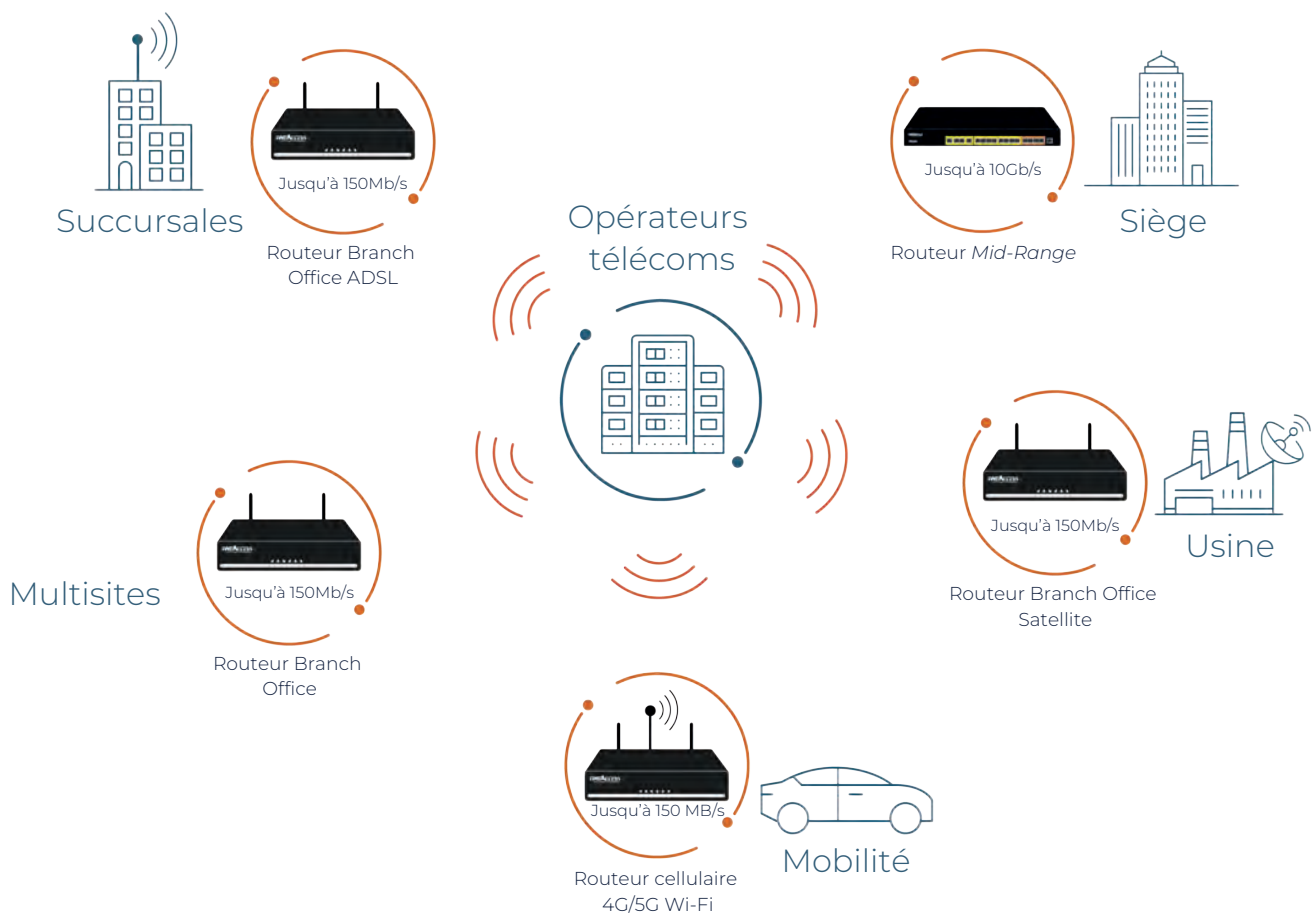 Jusqu'à 150Mb/s
Succursales
Routeur Branch
Office ADSL
Opérateurs
télécoms
Jusqu'à 10Gb/s
Siège
Routeur Mid-Range
Jusqu'à 150Mb/s
Multisites
Routeur Branch
Office
Jusqu'à 150Mb/s
Usine
Routeur Branch Office
Satellite
Jusqu'à 150 MB/s
Mobilité
Routeur cellulaire
4G/5G Wi-Fi